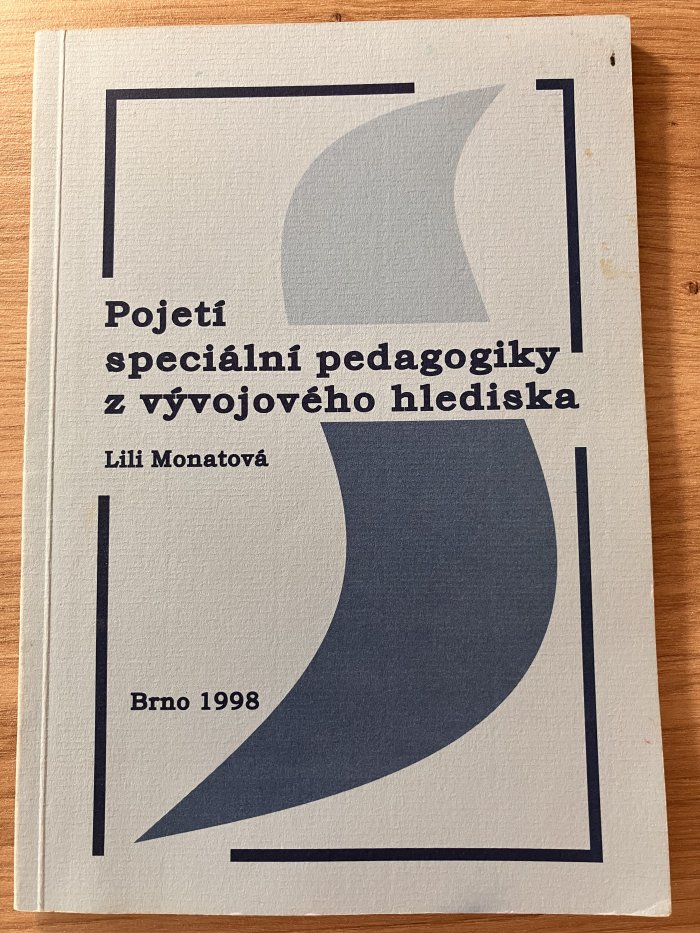 Pojetí
speciální pedagogiky
z vývojového hlediska
Lili Monatová
Brno 1998